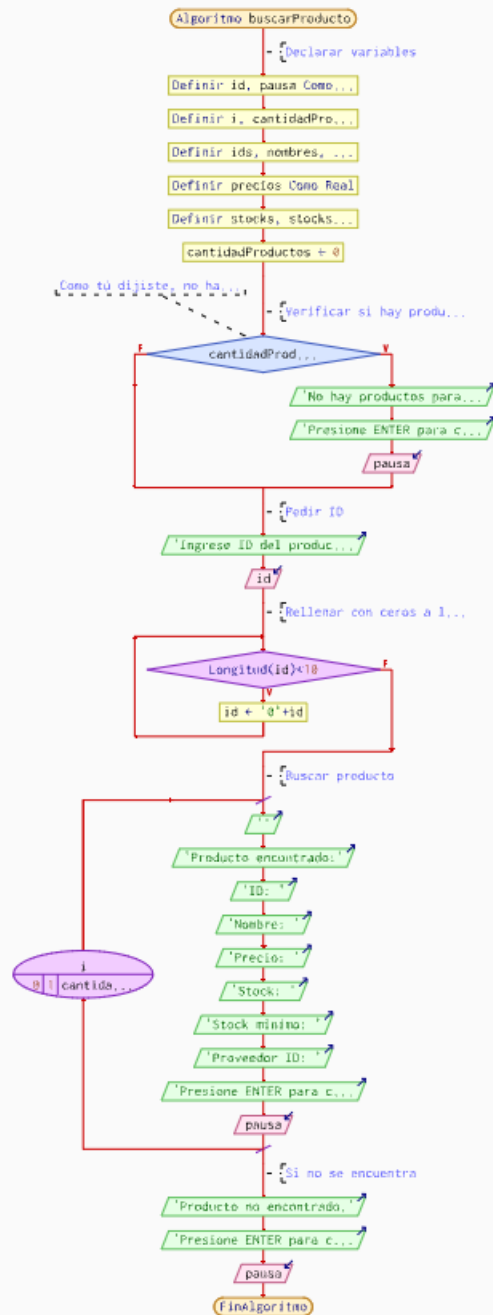 Algoritmo buscarProducto
Declarar variables
Definir id, pausa Como...
Definir i, cantidadPro...
Definir ids, nombres, ...
Definir precios Como Real
Definir stocks, stocks...
cantidadProductos ← 0
Como tú dijiste, no ha...
Verificar si hay produ...
F
V
cantidadProd...
'No hay productos para...
'Presione ENTER para c...
pausa
Pedir ID
'Ingrese ID del produc...
id
Rellenar con ceros a l...
Longitud(id)<10
F
V
id ← '0'+id
Buscar producto
''
'Producto encontrado:'
'ID: '
'Nombre: '
'Precio: '
i
0 1 cantida...
'Stock: '
'Stock mínimo: '
'Proveedor ID: '
'Presione ENTER para c...
pausa
Si no se encuentra
'Producto no encontrado.'
'Presione ENTER para c...
pausa
FinAlgoritmo